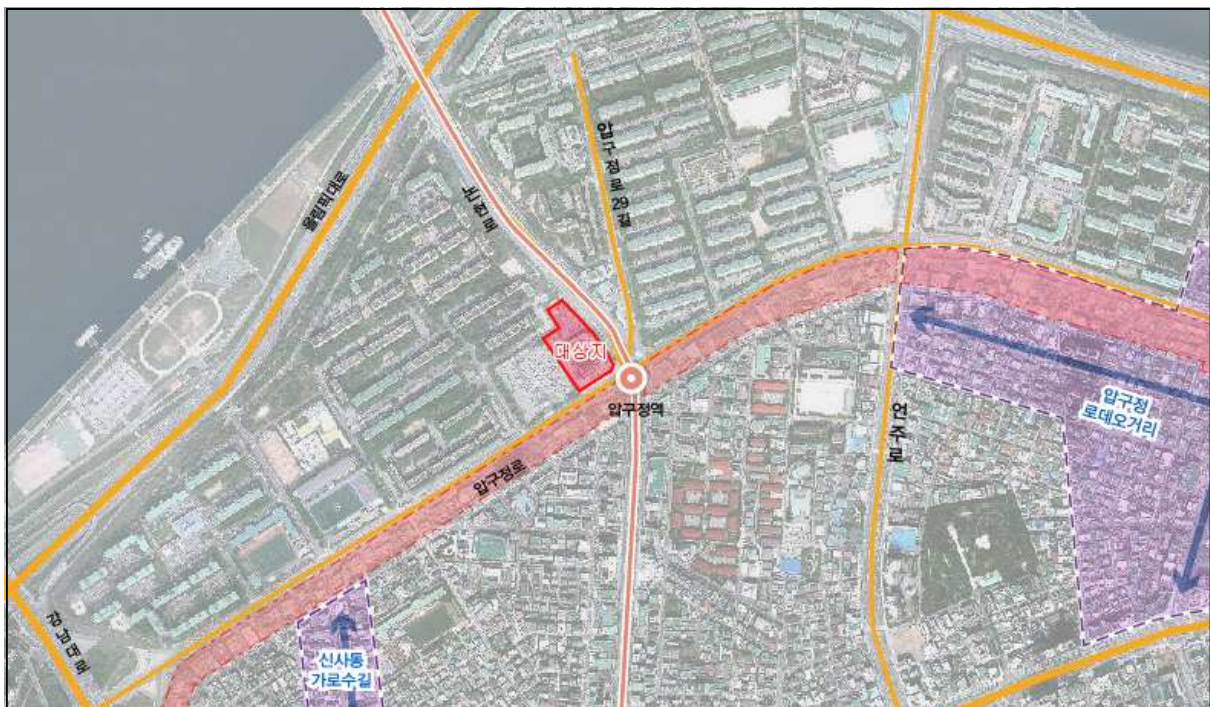 올림픽대로
논현로
압구정로29길
대상지
압구정역
언주로
압구정
로데오거리
압구정로
강남대로
신사동
가로수길